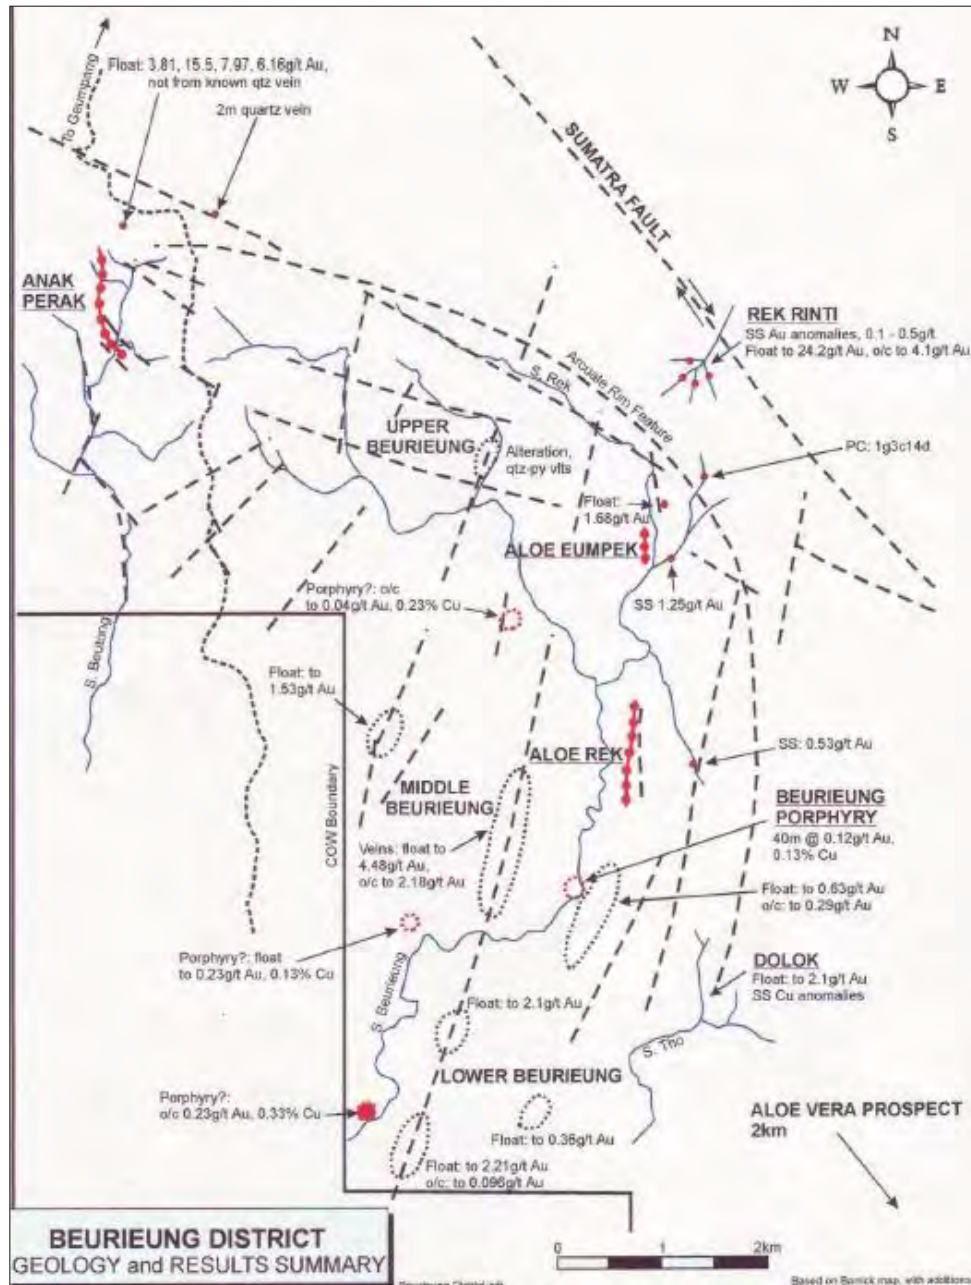 To Geumpang
Float: 3.81, 15.5, 7.97, 6.16g/t Au,
not from known qtz vein
2m quartz vein
N
W
E
S
SUMATRA FAULT
ANAK
PERAK
REK RINTI
SS Au anomalies, 0.1 - 0.5g/t
Float to 24.2g/t Au, o/c to 4.1g/t Au
Arcuate Rim Feature
S. Rek
UPPER
BEURIEUNG
Alteration,
qtz-py vlts
PC: 1g3c14d
Float:
1.68g/t Au
ALOE EUMPEK
SS 1.25g/t Au
Porphyry?: o/c
to 0.04g/t Au, 0.23% Cu
S. Beutong
Float: to
1.53g/t Au
ALOE REK
SS: 0.53g/t Au
MIDDLE
BEURIEUNG
COW Boundary
BEURIEUNG
PORPHYRY
40m @ 0.12g/t Au,
0.13% Cu
Veins: float to
4.48g/t Au,
o/c to 2.18g/t Au
Float: to 0.63g/t Au
o/c: to 0.29g/t Au
Porphyry?: float
to 0.23g/t Au, 0.13% Cu
DOLOK
Float: to 2.1g/t Au
SS Cu anomalies
S. Beurieung
Float: to 2.1g/t Au
S. Tho
LOWER BEURIEUNG
Porphyry?:
o/c 0.23g/t Au, 0.33% Cu
ALOE VERA PROSPECT
2km
Float: to 0.36g/t Au
Float: to 2.21g/t Au
o/c: to 0.096g/t Au
BEURIEUNG DISTRICT
GEOLOGY and RESULTS SUMMARY
0
1
2km
Based on Barrick map, with additions